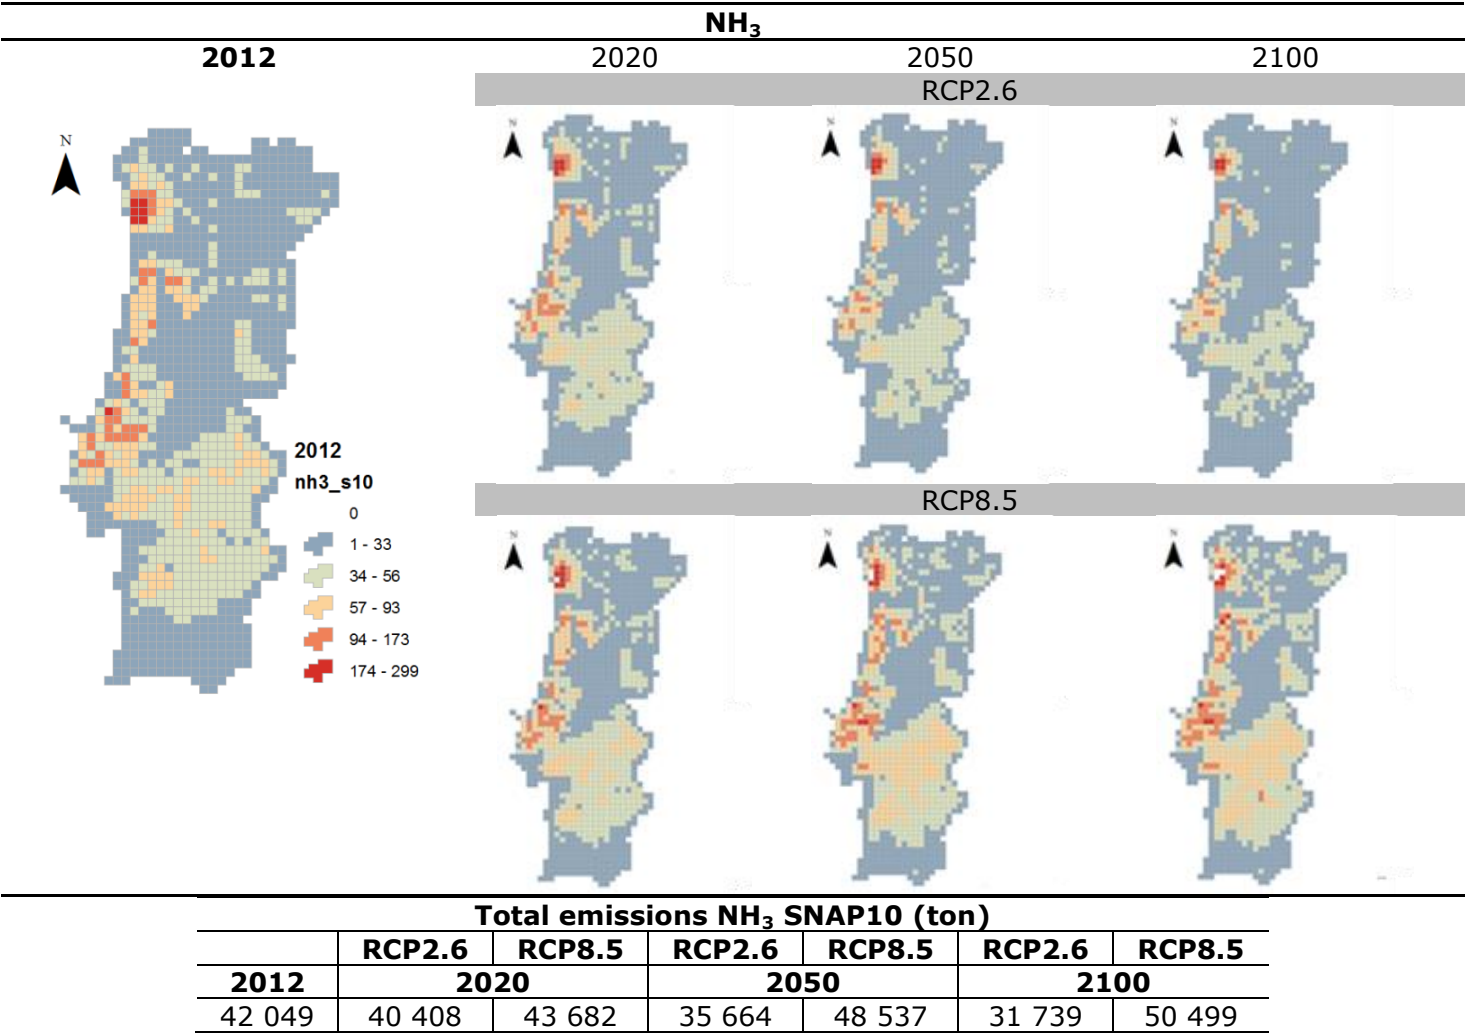 NH₃
2012 2020 2050 2100
RCP2.6
N
N
N
N
2012
nh3_s10
0
1 - 33
34 - 56
57 - 93
94 - 173
174 - 299
RCP8.5
N
N
N
Total emissions NH₃ SNAP10 (ton)
RCP2.6 RCP8.5 RCP2.6 RCP8.5 RCP2.6 RCP8.5
2012 2020 2050 2100
42 049 40 408 43 682 35 664 48 537 31 739 50 499